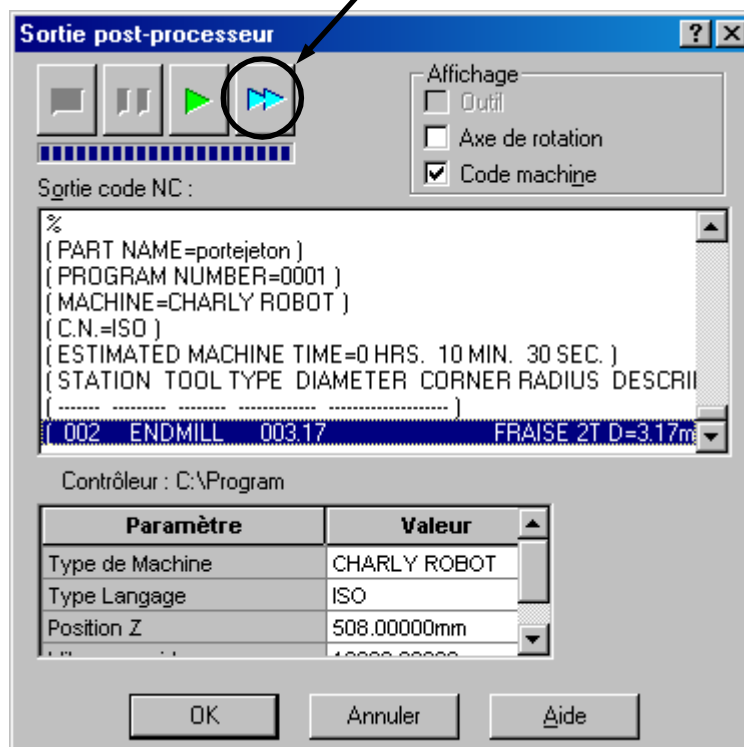 Sortie post-processeur
Affichage
Outil
Axe de rotation
Code machine
Sortie code NC :
%
( PART NAME=portejeton )
( PROGRAM NUMBER=0001 )
( MACHINE=CHARLY ROBOT )
( C.N.=ISO )
( ESTIMATED MACHINE TIME=0 HRS. 10 MIN. 30 SEC. )
( STATION TOOL TYPE DIAMETER CORNER RADIUS DESCRI
( ------- --------- -------- ------------- -------------------- )
( 002 ENDMILL 003.17 FRAISE 2T D=3.17m
Contrôleur : C:\Program
Paramètre Valeur
Type de Machine CHARLY ROBOT
Type Langage ISO
Position Z 508.00000mm
OK Annuler Aide